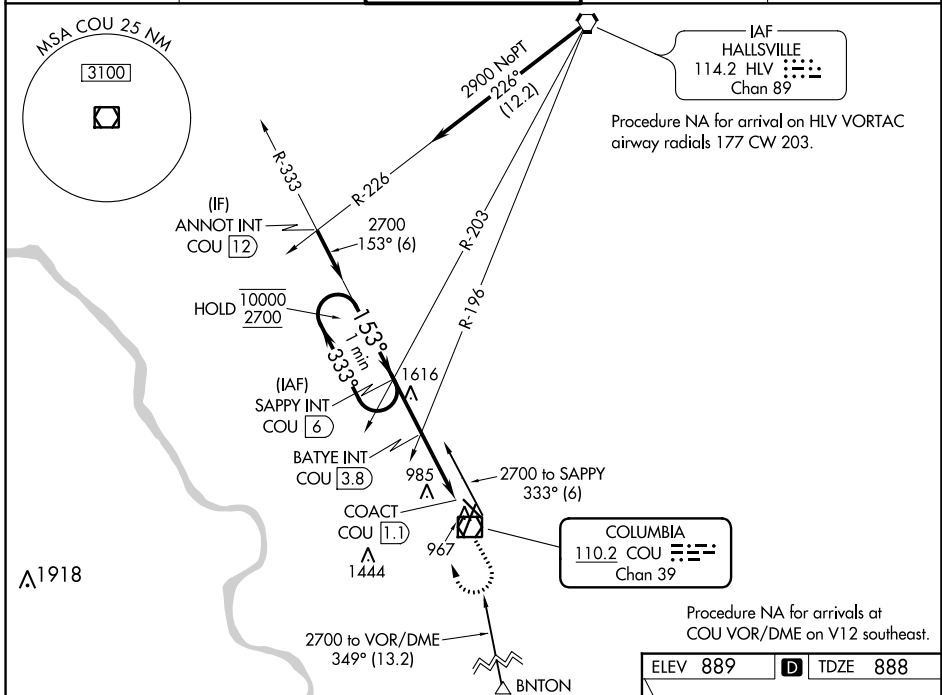 MSA COU 25 NM
3100
IAF
HALLSVILLE
114.2 HLV
Chan 89
Procedure NA for arrival on HLV VORTAC
airway radials 177 CW 203.
2900 NoPT
226°
(12.2)
R-333
R-226
R-203
R-196
(IF)
ANNOT INT
COU 12
2700
153° (6)
HOLD 10000
2700
153°
1 min
333°
(IAF)
SAPPY INT
COU 6
1616
BATYE INT
COU 3.8
985
2700 to SAPPY
333° (6)
COACT
COU 1.1
967
1444
COLUMBIA
110.2 COU
Chan 39
1918
Procedure NA for arrivals at
COU VOR/DME on V12 southeast.
2700 to VOR/DME
349° (13.2)
BNTON
ELEV 889 D TDZE 888